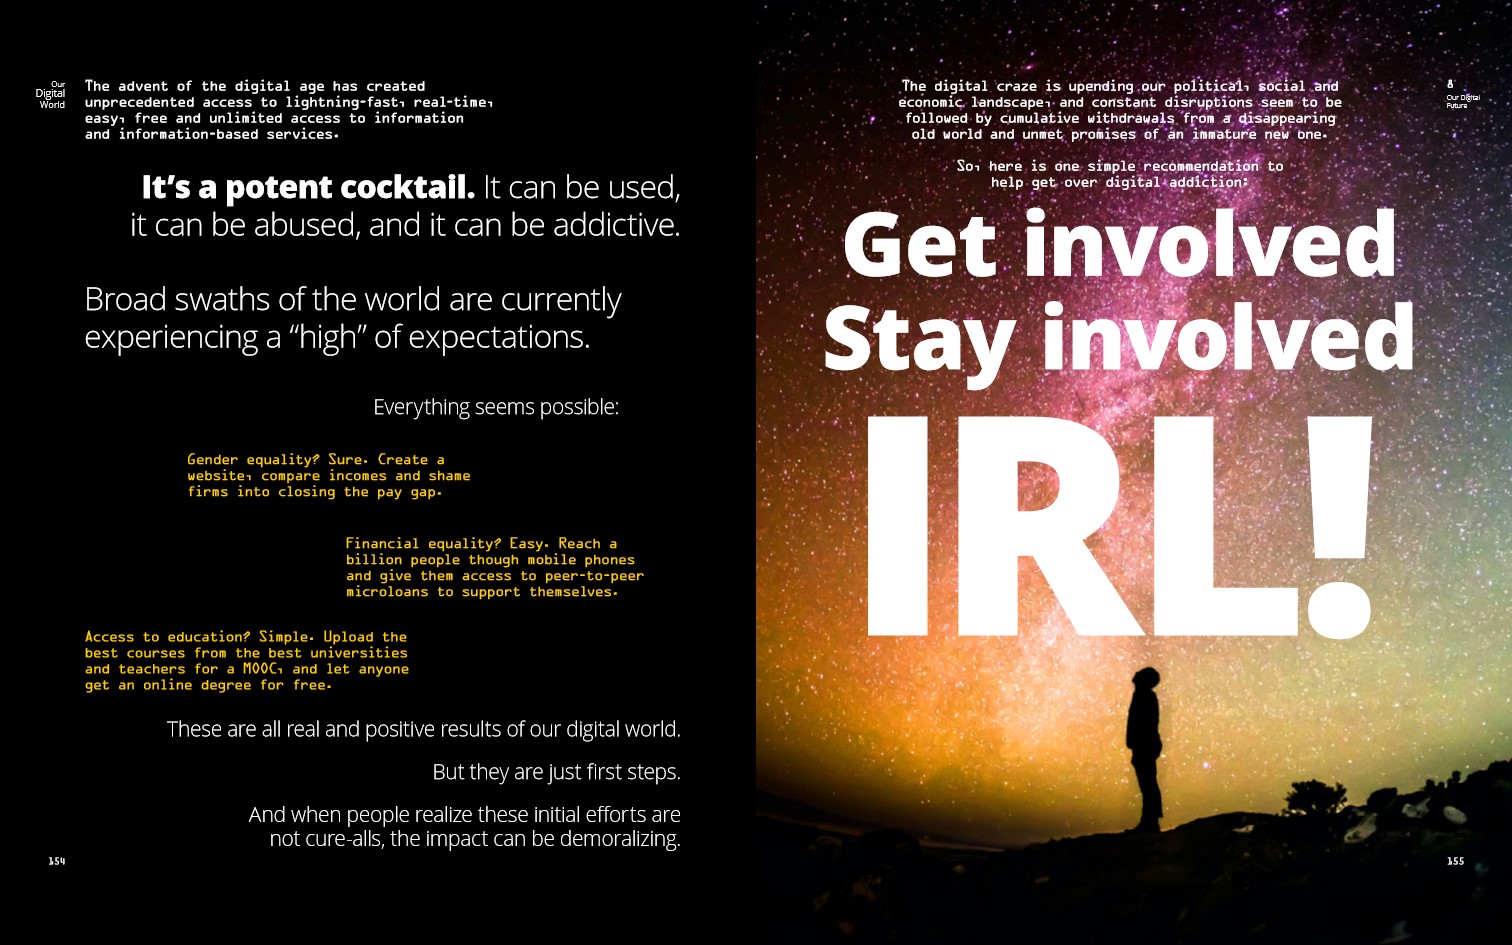 Our
Digital
World
The advent of the digital age has created
unprecedented access to lightning-fast, real-time,
easy, free and unlimited access to information
and information-based services.
It’s a potent cocktail. It can be used,
it can be abused, and it can be addictive.
Broad swaths of the world are currently
experiencing a “high” of expectations.
Everything seems possible:
Gender equality? Sure. Create a
website, compare incomes and shame
firms into closing the pay gap.
Financial equality? Easy. Reach a
billion people though mobile phones
and give them access to peer-to-peer
microloans to support themselves.
Access to education? Simple. Upload the
best courses from the best universities
and teachers for a MOOC, and let anyone
get an online degree for free.
These are all real and positive results of our digital world.
But they are just first steps.
And when people realize these initial efforts are
not cure-alls, the impact can be demoralizing.
154
The digital craze is upending our political, social and
economic landscape, and constant disruptions seem to be
followed by cumulative withdrawals from a disappearing
old world and unmet promises of an immature new one.
So, here is one simple recommendation to
help get over digital addiction:
Get involved
Stay involved
IRL!
8
Our Digital
Future
155